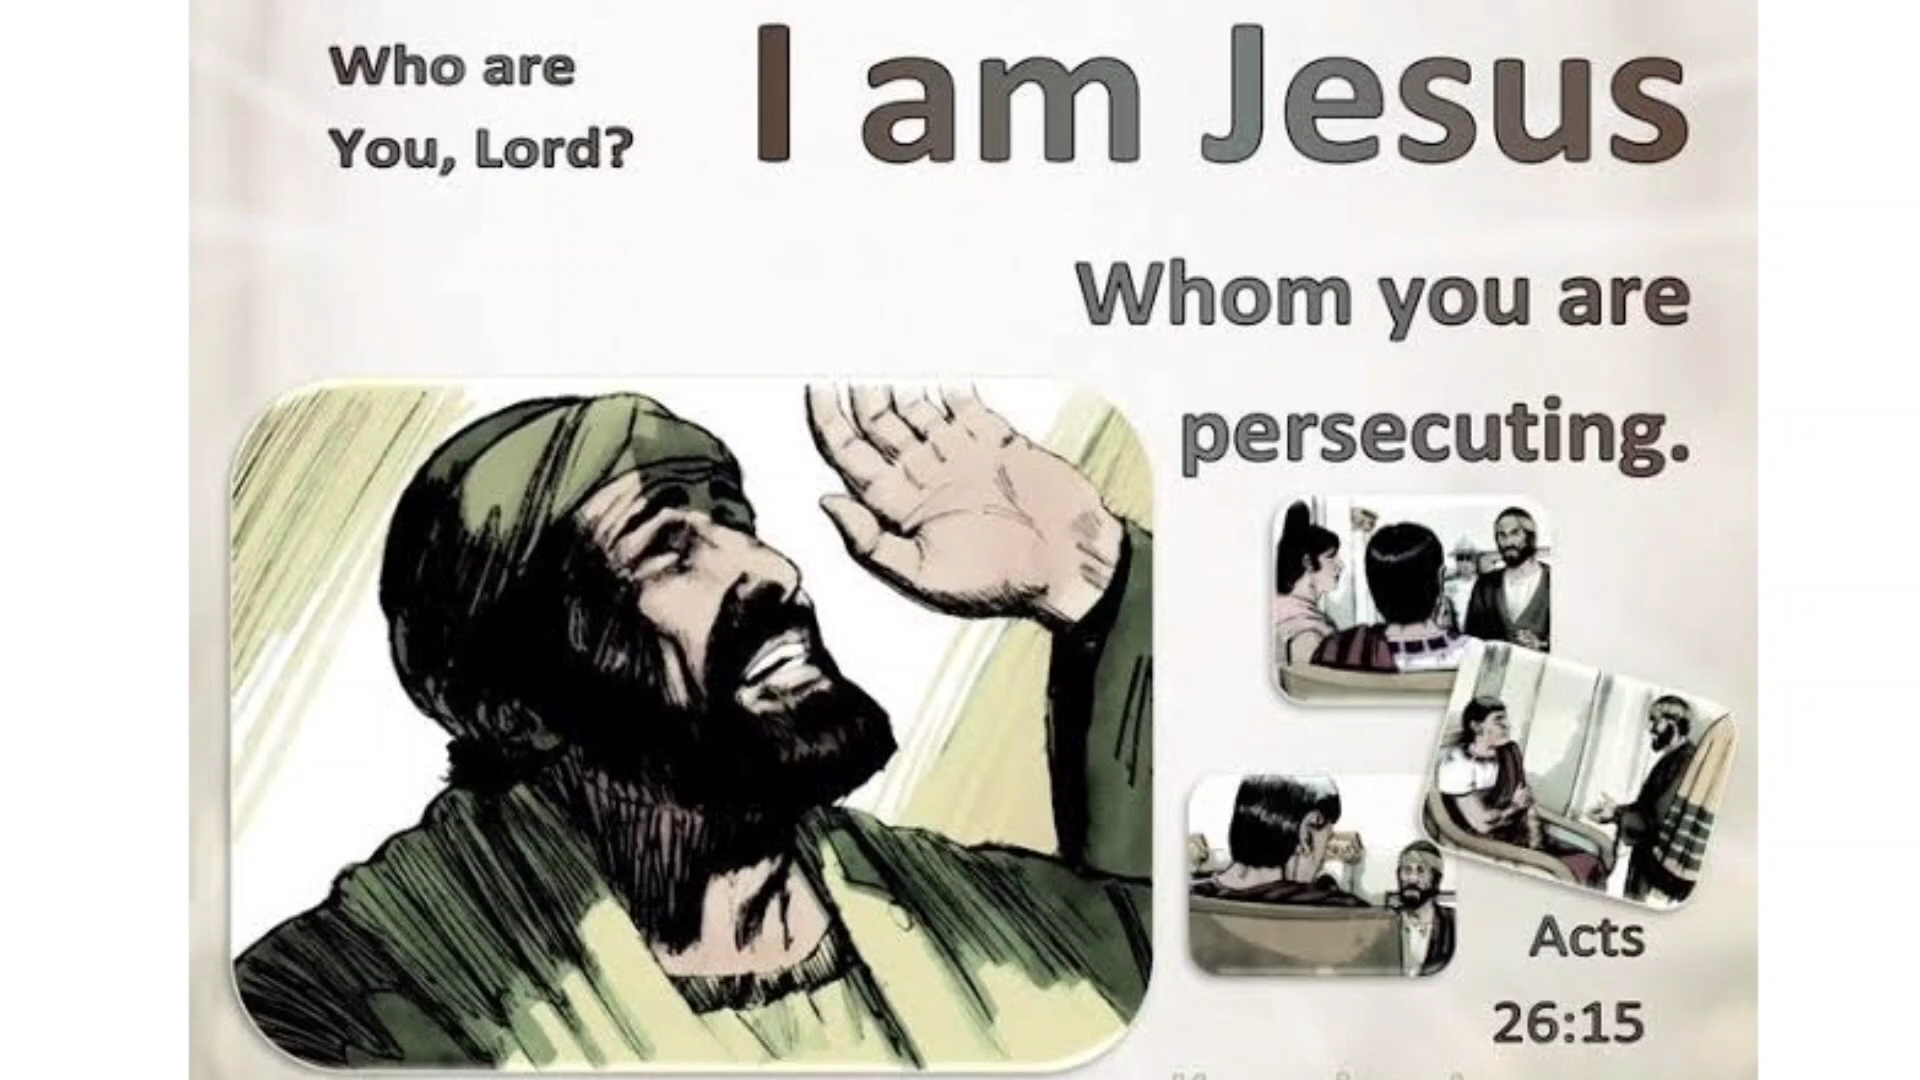 Who are
You, Lord?
I am Jesus
Whom you are
persecuting.
Acts
26:15